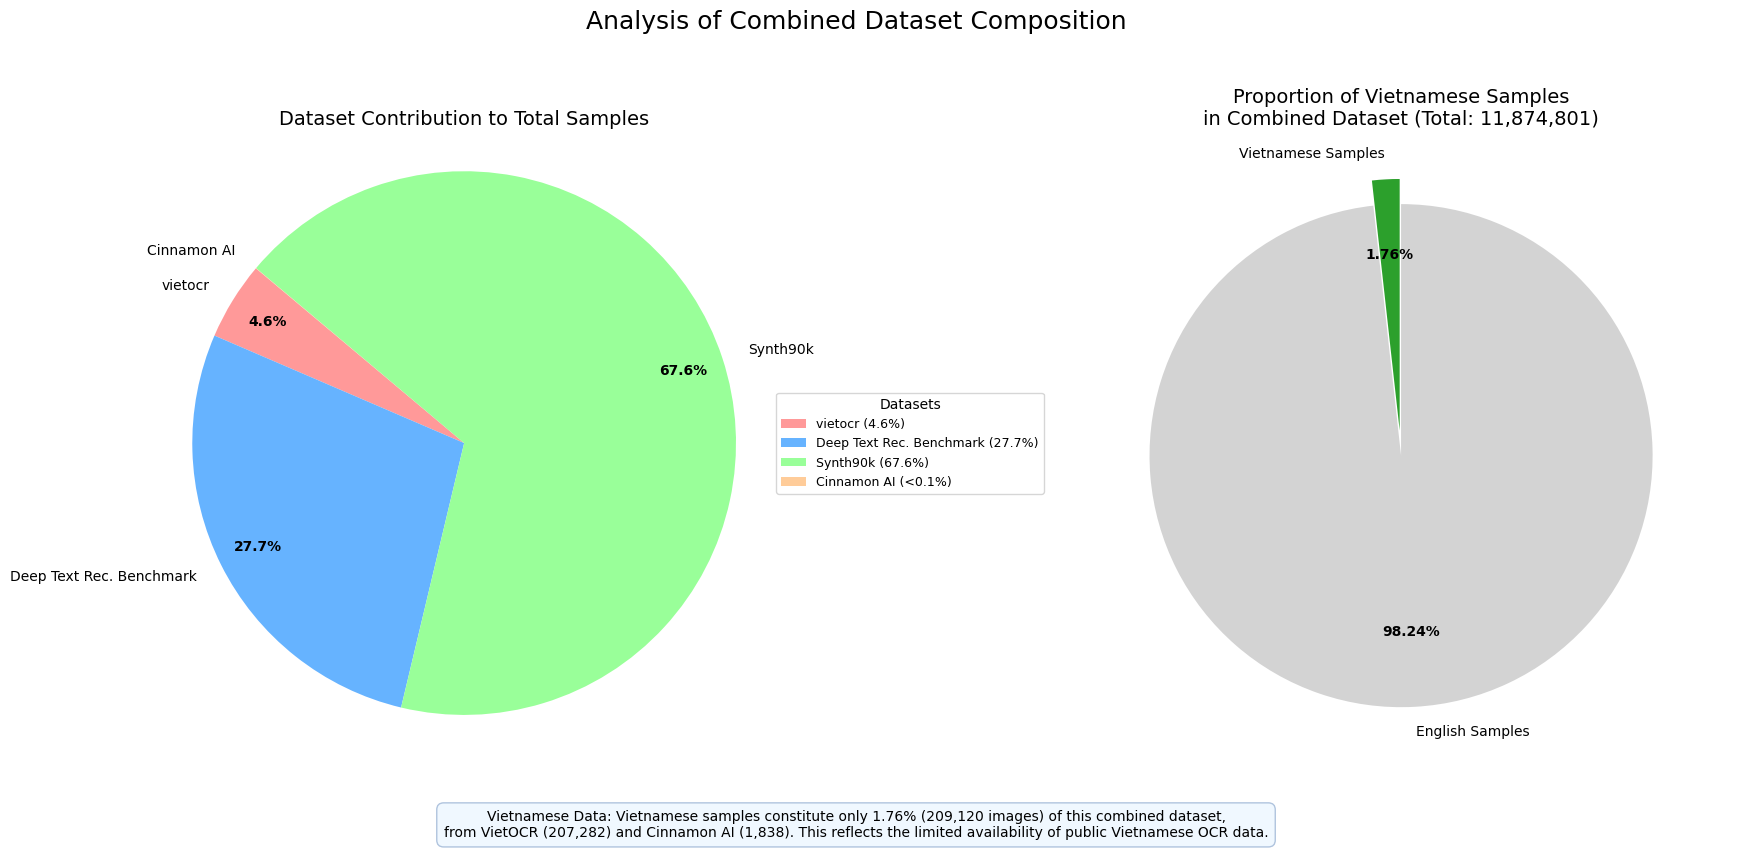 Analysis of Combined Dataset Composition
Dataset Contribution to Total Samples
Cinnamon AI
vietocr
4.6%
Synth90k
67.6%
27.7%
Deep Text Rec. Benchmark
Datasets
vietocr (4.6%)
Deep Text Rec. Benchmark (27.7%)
Synth90k (67.6%)
Cinnamon AI (<0.1%)
Proportion of Vietnamese Samples
in Combined Dataset (Total: 11,874,801)
Vietnamese Samples
1.76%
98.24%
English Samples
Vietnamese Data: Vietnamese samples constitute only 1.76% (209,120 images) of this combined dataset,
from VietOCR (207,282) and Cinnamon AI (1,838). This reflects the limited availability of public Vietnamese OCR data.